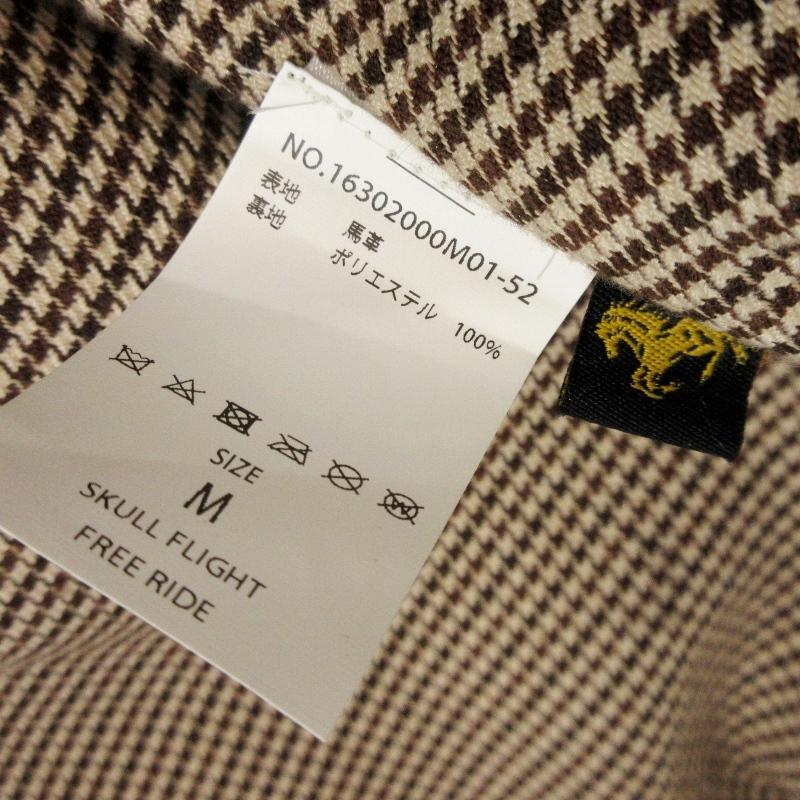 NO.16302000M01-52
表地 馬革
裏地 ポリエステル 100%
SIZE
M
SKULL FLIGHT
FREE RIDE